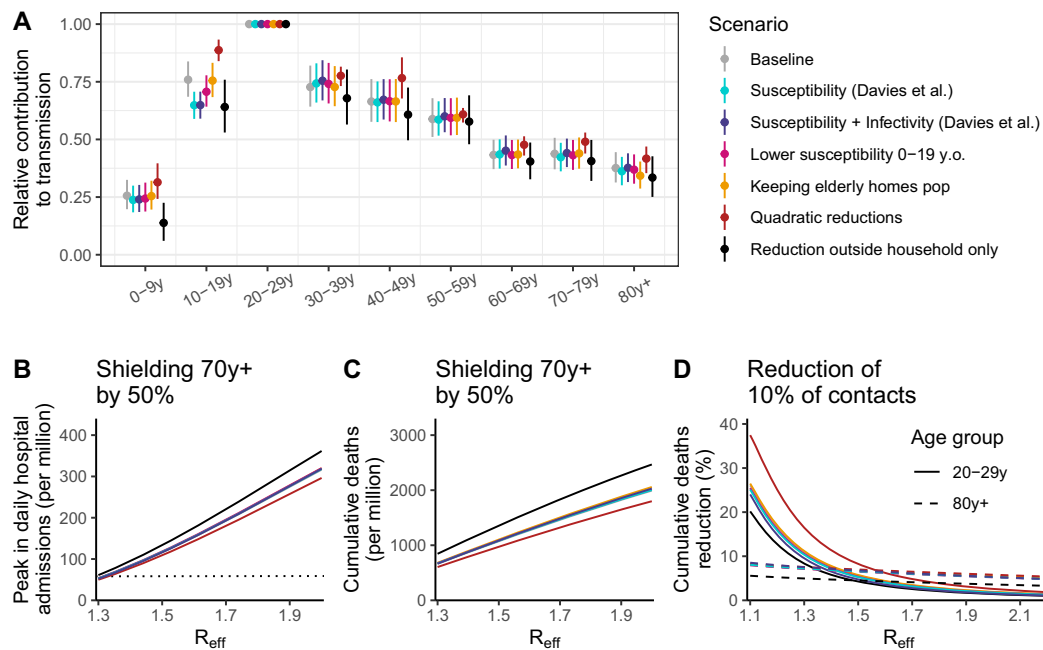 A
Relative contribution
to transmission
1.00
0.75
0.50
0.25
0.00
0−9y
10−19y
20−29y
30−39y
40−49y
50−59y
60−69y
70−79y
80y+
Scenario
Baseline
Susceptibility (Davies et al.)
Susceptibility + Infectivity (Davies et al.)
Lower susceptibility 0−19 y.o.
Keeping elderly homes pop
Quadratic reductions
Reduction outside household only
B
Shielding 70y+
by 50%
Peak in daily hospital
admissions (per million)
400
300
200
100
0
1.3
1.5
1.7
1.9
Reff
C
Shielding 70y+
by 50%
Cumulative deaths
(per million)
3000
2000
1000
0
1.3
1.5
1.7
1.9
Reff
D
Reduction of
10% of contacts
Cumulative deaths
reduction (%)
40
30
20
10
0
1.1
1.3
1.5
1.7
1.9
2.1
Reff
Age group
20−29y
80y+